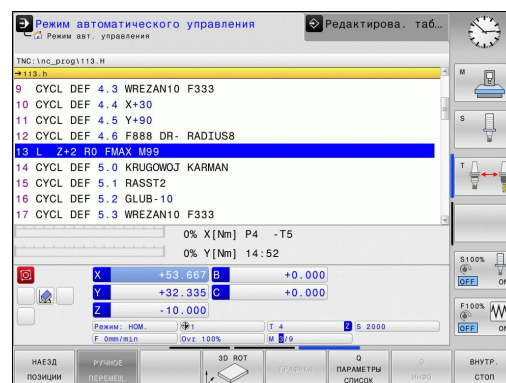 Режим автоматического управления
Режим авт. управления
Редактирова. таб...
TNC:\nc_prog\113.H
→113.h
9 CYCL DEF 4.3 WREZAN10 F333
10 CYCL DEF 4.4 X+30
11 CYCL DEF 4.5 Y+90
12 CYCL DEF 4.6 F888 DR- RADIUS8
13 L Z+2 R0 FMAX M99
14 CYCL DEF 5.0 KRUGOWOJ KARMAN
15 CYCL DEF 5.1 RASST2
16 CYCL DEF 5.2 GLUB-10
17 CYCL DEF 5.3 WREZAN10 F333
0% X[Nm] P4 -T5
0% Y[Nm] 14:52
X +53.667 B +0.000
Y +32.335 C +0.000
Z -10.000
Режим: НОМ. 1 T 4 Z S 2000
F 0mm/min Ovr 100% M 8/9
M
S
T
S100%
OFF ON
F100%
OFF ON
НАЕЗД ПОЗИЦИИ
РУЧНОЕ ПЕРЕМЕЩ.
3D ROT
ГРАФИКА
Q ПАРАМЕТРЫ СПИСОК
Q ИНФО
ВНУТР. СТОП